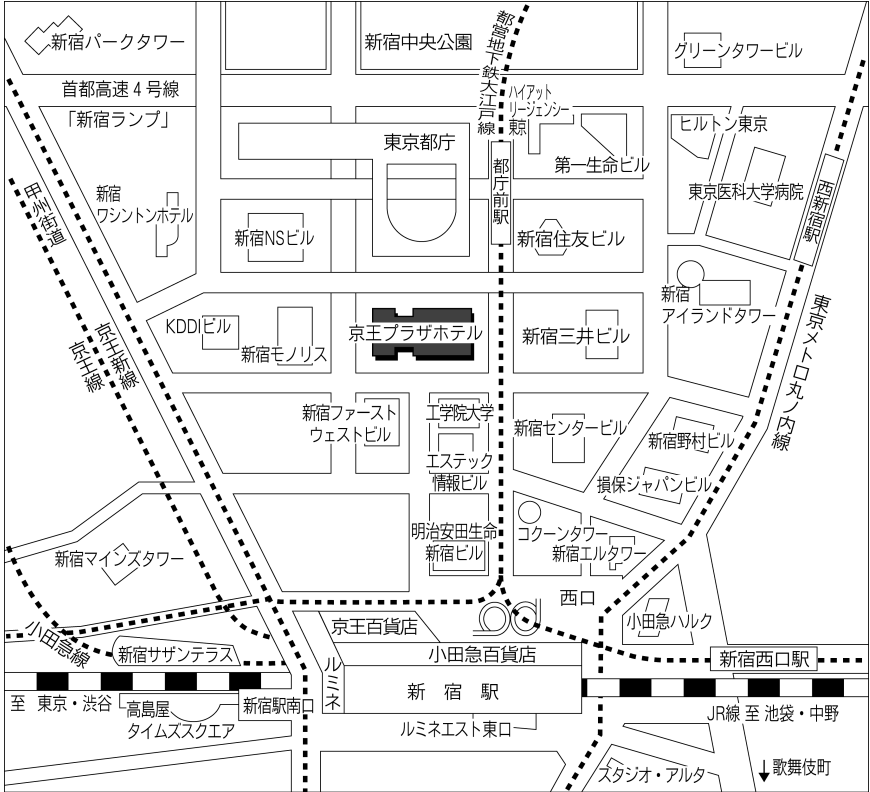 新宿パークタワー
新宿中央公園
都営地下鉄大江戸線
グリーンタワービル
首都高速4号線
「新宿ランプ」
ハイアット
リージェンシー
東京
東京都庁
第一生命ビル
ヒルトン東京
都庁前駅
東京医科大学病院
西新宿駅
甲州街道
新宿
ワシントンホテル
新宿NSビル
新宿住友ビル
新宿
アイランドタワー
東京メトロ丸ノ内線
KDDIビル
新宿モノリス
京王プラザホテル
新宿三井ビル
京王新線
京王線
新宿ファースト
ウェストビル
工学院大学
新宿センタービル
新宿野村ビル
エステック
情報ビル
損保ジャパンビル
明治安田生命
新宿ビル
コクーンタワー
新宿エルタワー
新宿マインズタワー
西口
小田急ハルク
京王百貨店
小田急線
新宿サザンテラス
ルミネ
小田急百貨店
新宿西口駅
新宿駅
至 東京・渋谷
高島屋
タイムズスクエア
新宿駅南口
ルミネエスト東口
JR線 至 池袋・中野
スタジオ・アルタ
歌舞伎町